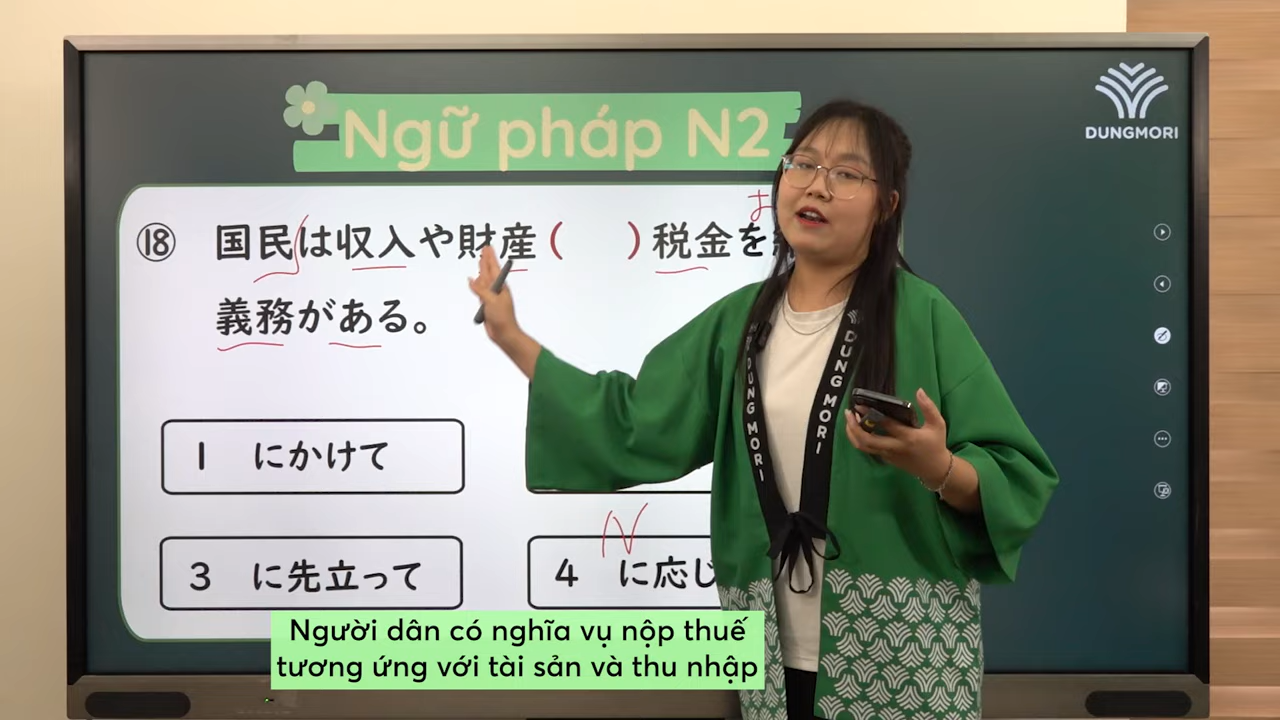 Ngữ pháp N2
DUNGMORI
⑱ 国民は収入や財産( )税金を
義務がある。
1 にかけて
3 に先立って
N
4 に応じ
DUNG MORI
DUNG MORI
Người dân có nghĩa vụ nộp thuế
tương ứng với tài sản và thu nhập